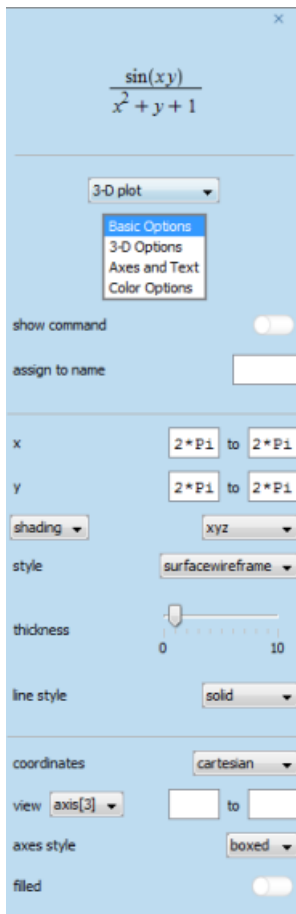 ×
sin(xy)
x² + y + 1
3-D plot
Basic Options
3-D Options
Axes and Text
Color Options
show command
assign to name
x 2*Pi to 2*Pi
y 2*Pi to 2*Pi
shading xyz
style surfacewireframe
thickness
0 10
line style solid
coordinates cartesian
view axis[3] to
axes style boxed
filled